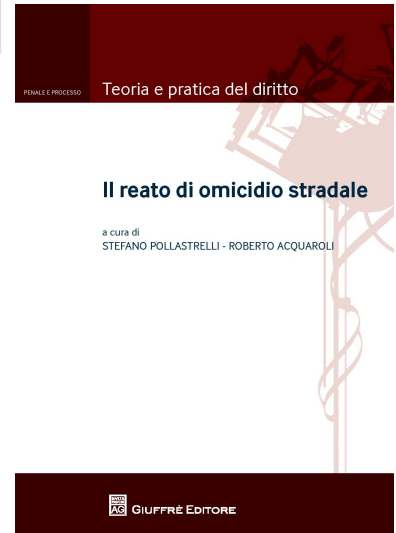 PENALE E PROCESSO
Teoria e pratica del diritto
Il reato di omicidio stradale
a cura di
STEFANO POLLASTRELLI - ROBERTO ACQUAROLI
AG
GIUFFRÈ EDITORE